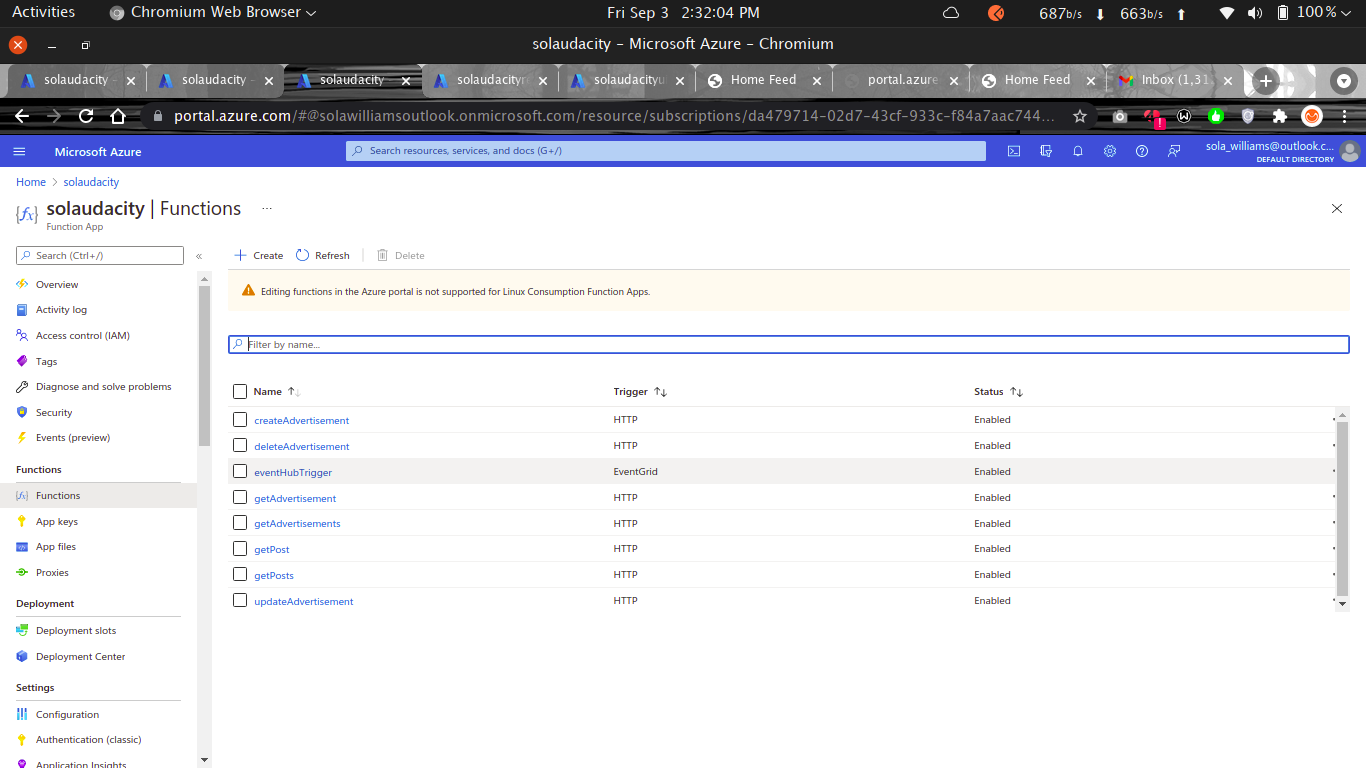 Activities Chromium Web Browser Fri Sep 3 2:32:04 PM 687b/s 663b/s 100%
solaudacity – Microsoft Azure – Chromium
solaudacity – solaudacity – solaudacity solaudacityr solaudacityu Home Feed portal.azure Home Feed Inbox (1,31
portal.azure.com/#@solawilliamsoutlook.onmicrosoft.com/resource/subscriptions/da479714-02d7-43cf-933c-f84a7aac744...
Microsoft Azure
Search resources, services, and docs (G+/)
sola_williams@outlook.c...
DEFAULT DIRECTORY
Home > solaudacity
solaudacity | Functions ...
Function App
Search (Ctrl+/) «
Overview
Activity log
Access control (IAM)
Tags
Diagnose and solve problems
Security
Events (preview)
Functions
Functions
App keys
App files
Proxies
Deployment
Deployment slots
Deployment Center
Settings
Configuration
Authentication (classic)
Application Insights
Create Refresh Delete
Editing functions in the Azure portal is not supported for Linux Consumption Function Apps.
Filter by name...
Name Trigger Status
createAdvertisement HTTP Enabled
deleteAdvertisement HTTP Enabled
eventHubTrigger EventGrid Enabled
getAdvertisement HTTP Enabled
getAdvertisements HTTP Enabled
getPost HTTP Enabled
getPosts HTTP Enabled
updateAdvertisement HTTP Enabled